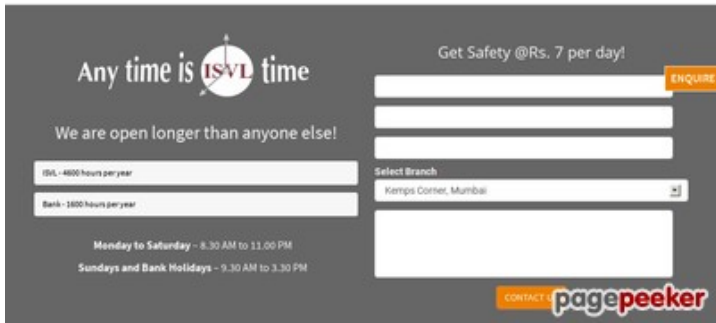 Any time is ISVL time
We are open longer than anyone else!
ISVL - 4600 hours per year
Bank - 1600 hours per year
Monday to Saturday – 8.30 AM to 11.00 PM
Sundays and Bank Holidays – 9.30 AM to 3.30 PM
Get Safety @Rs. 7 per day!
ENQUIRE
Select Branch
Kemps Corner, Mumbai
CONTACT U
pagepeeker